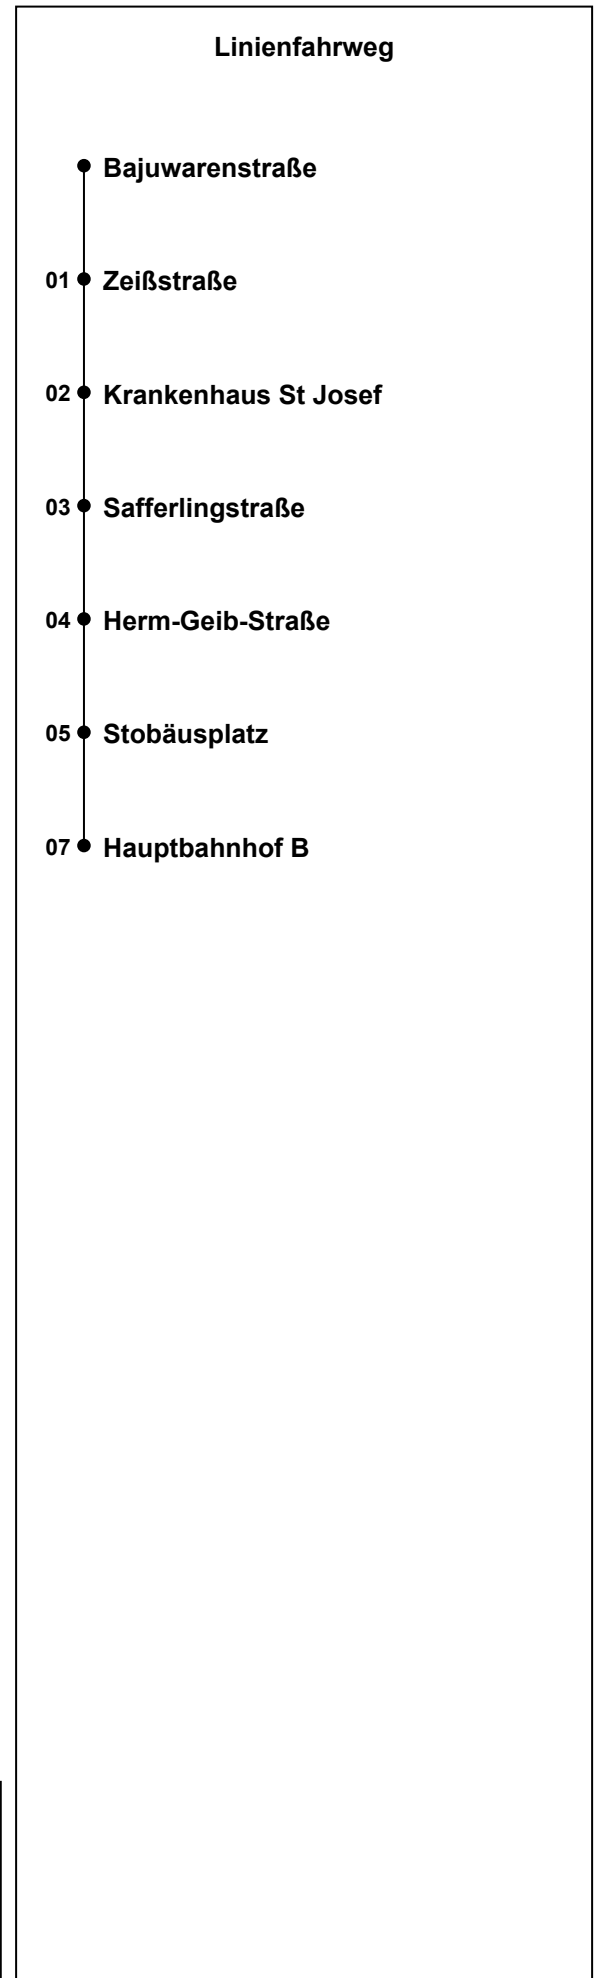 Linienfahrweg
Bajuwarenstraße
01 Zeißstraße
02 Krankenhaus St Josef
03 Safferlingstraße
04 Herm-Geib-Straße
05 Stobäusplatz
07 Hauptbahnhof B